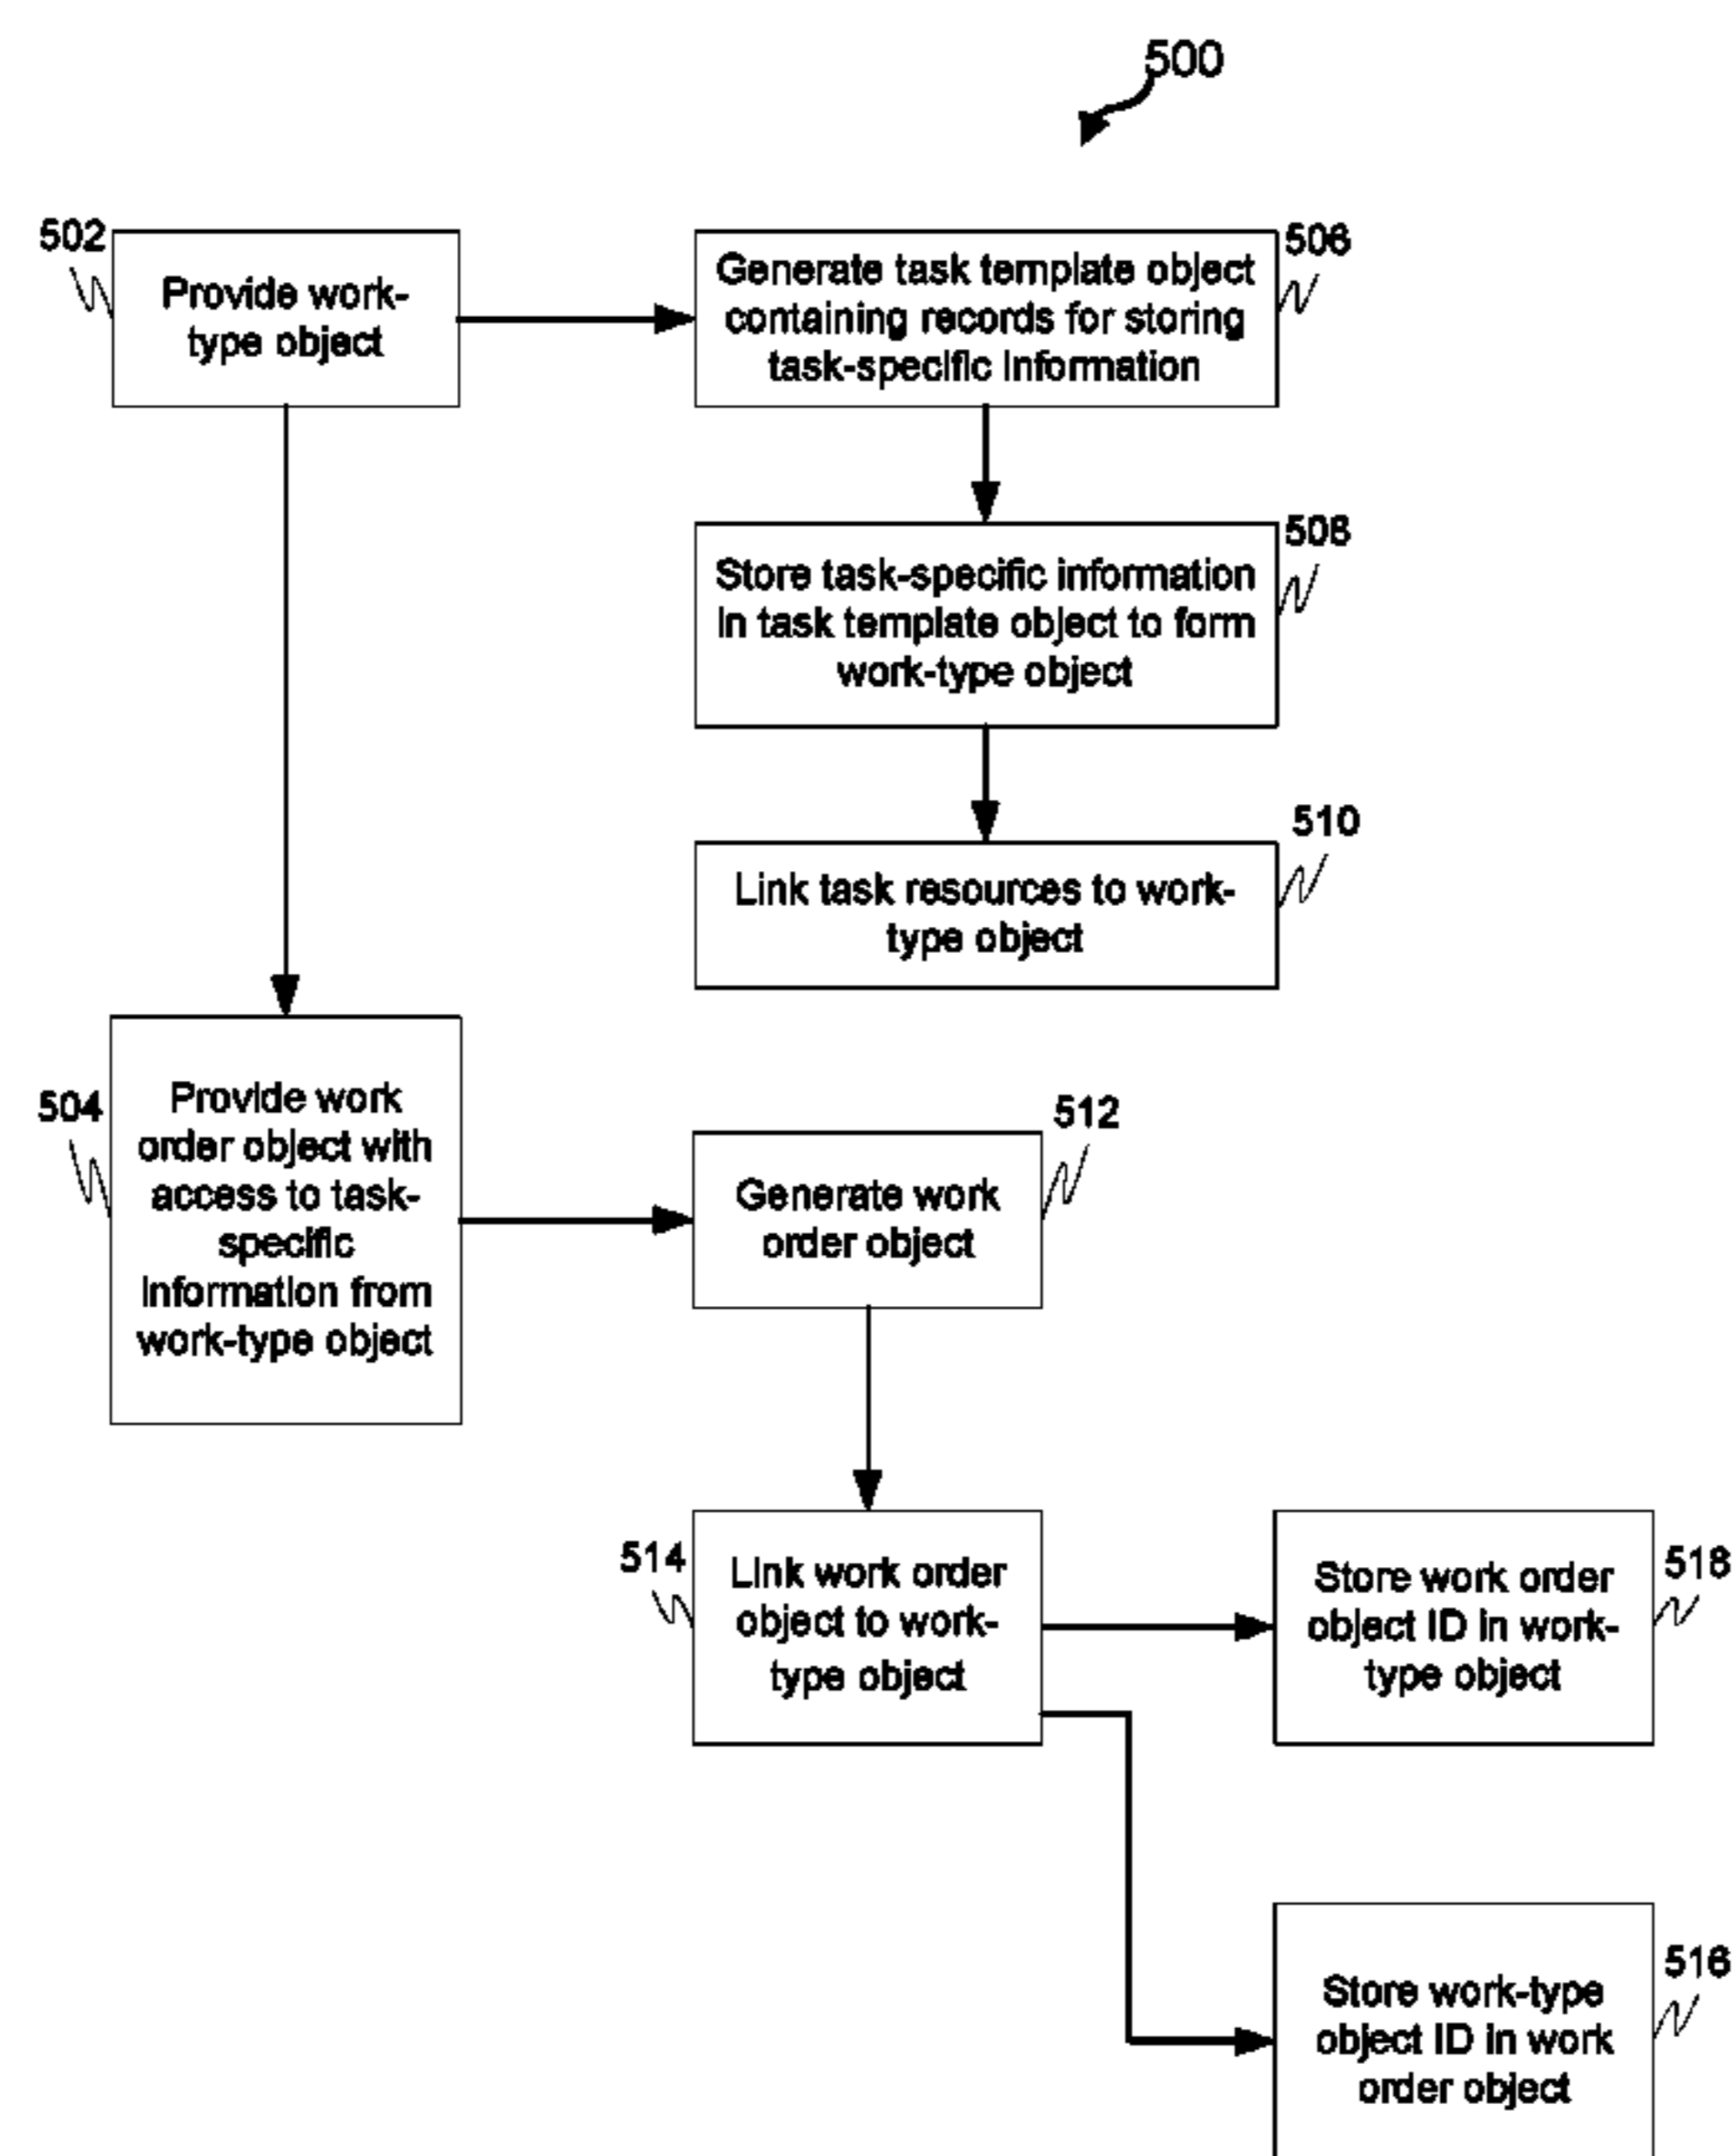 500
502
Provide work-
type object
506
Generate task template object
containing records for storing
task-specific information
508
Store task-specific information
in task template object to form
work-type object
510
Link task resources to work-
type object
504
Provide work
order object with
access to task-
specific
information from
work-type object
512
Generate work
order object
514
Link work order
object to work-
type object
518
Store work order
object ID in work-
type object
516
Store work-type
object ID in work
order object